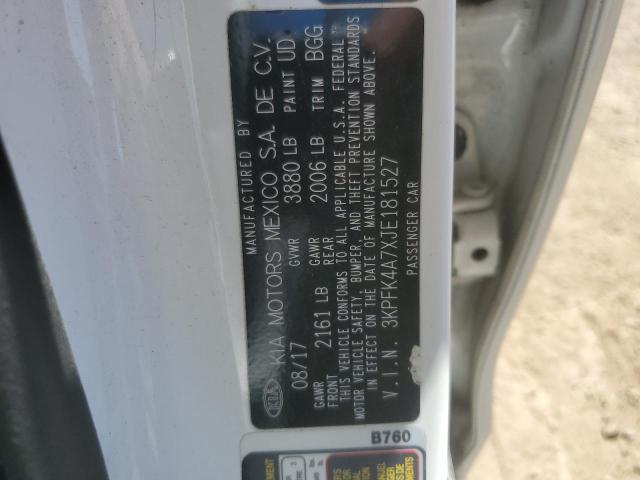 MANUFACTURED BY
KIA KIA MOTORS MEXICO S.A. DE C.V.
08/17 GVWR 3880 LB PAINT UD
GAWR FRONT 2161 LB GAWR REAR 2006 LB TRIM BGG
THIS VEHICLE CONFORMS TO ALL APPLICABLE U.S.A. FEDERAL
MOTOR VEHICLE SAFETY, BUMPER, AND THEFT PREVENTION STANDARDS
IN EFFECT ON THE DATE OF MANUFACTURE SHOWN ABOVE.
V.I.N. 3KPFK4A7XJE181527
PASSENGER CAR
B760